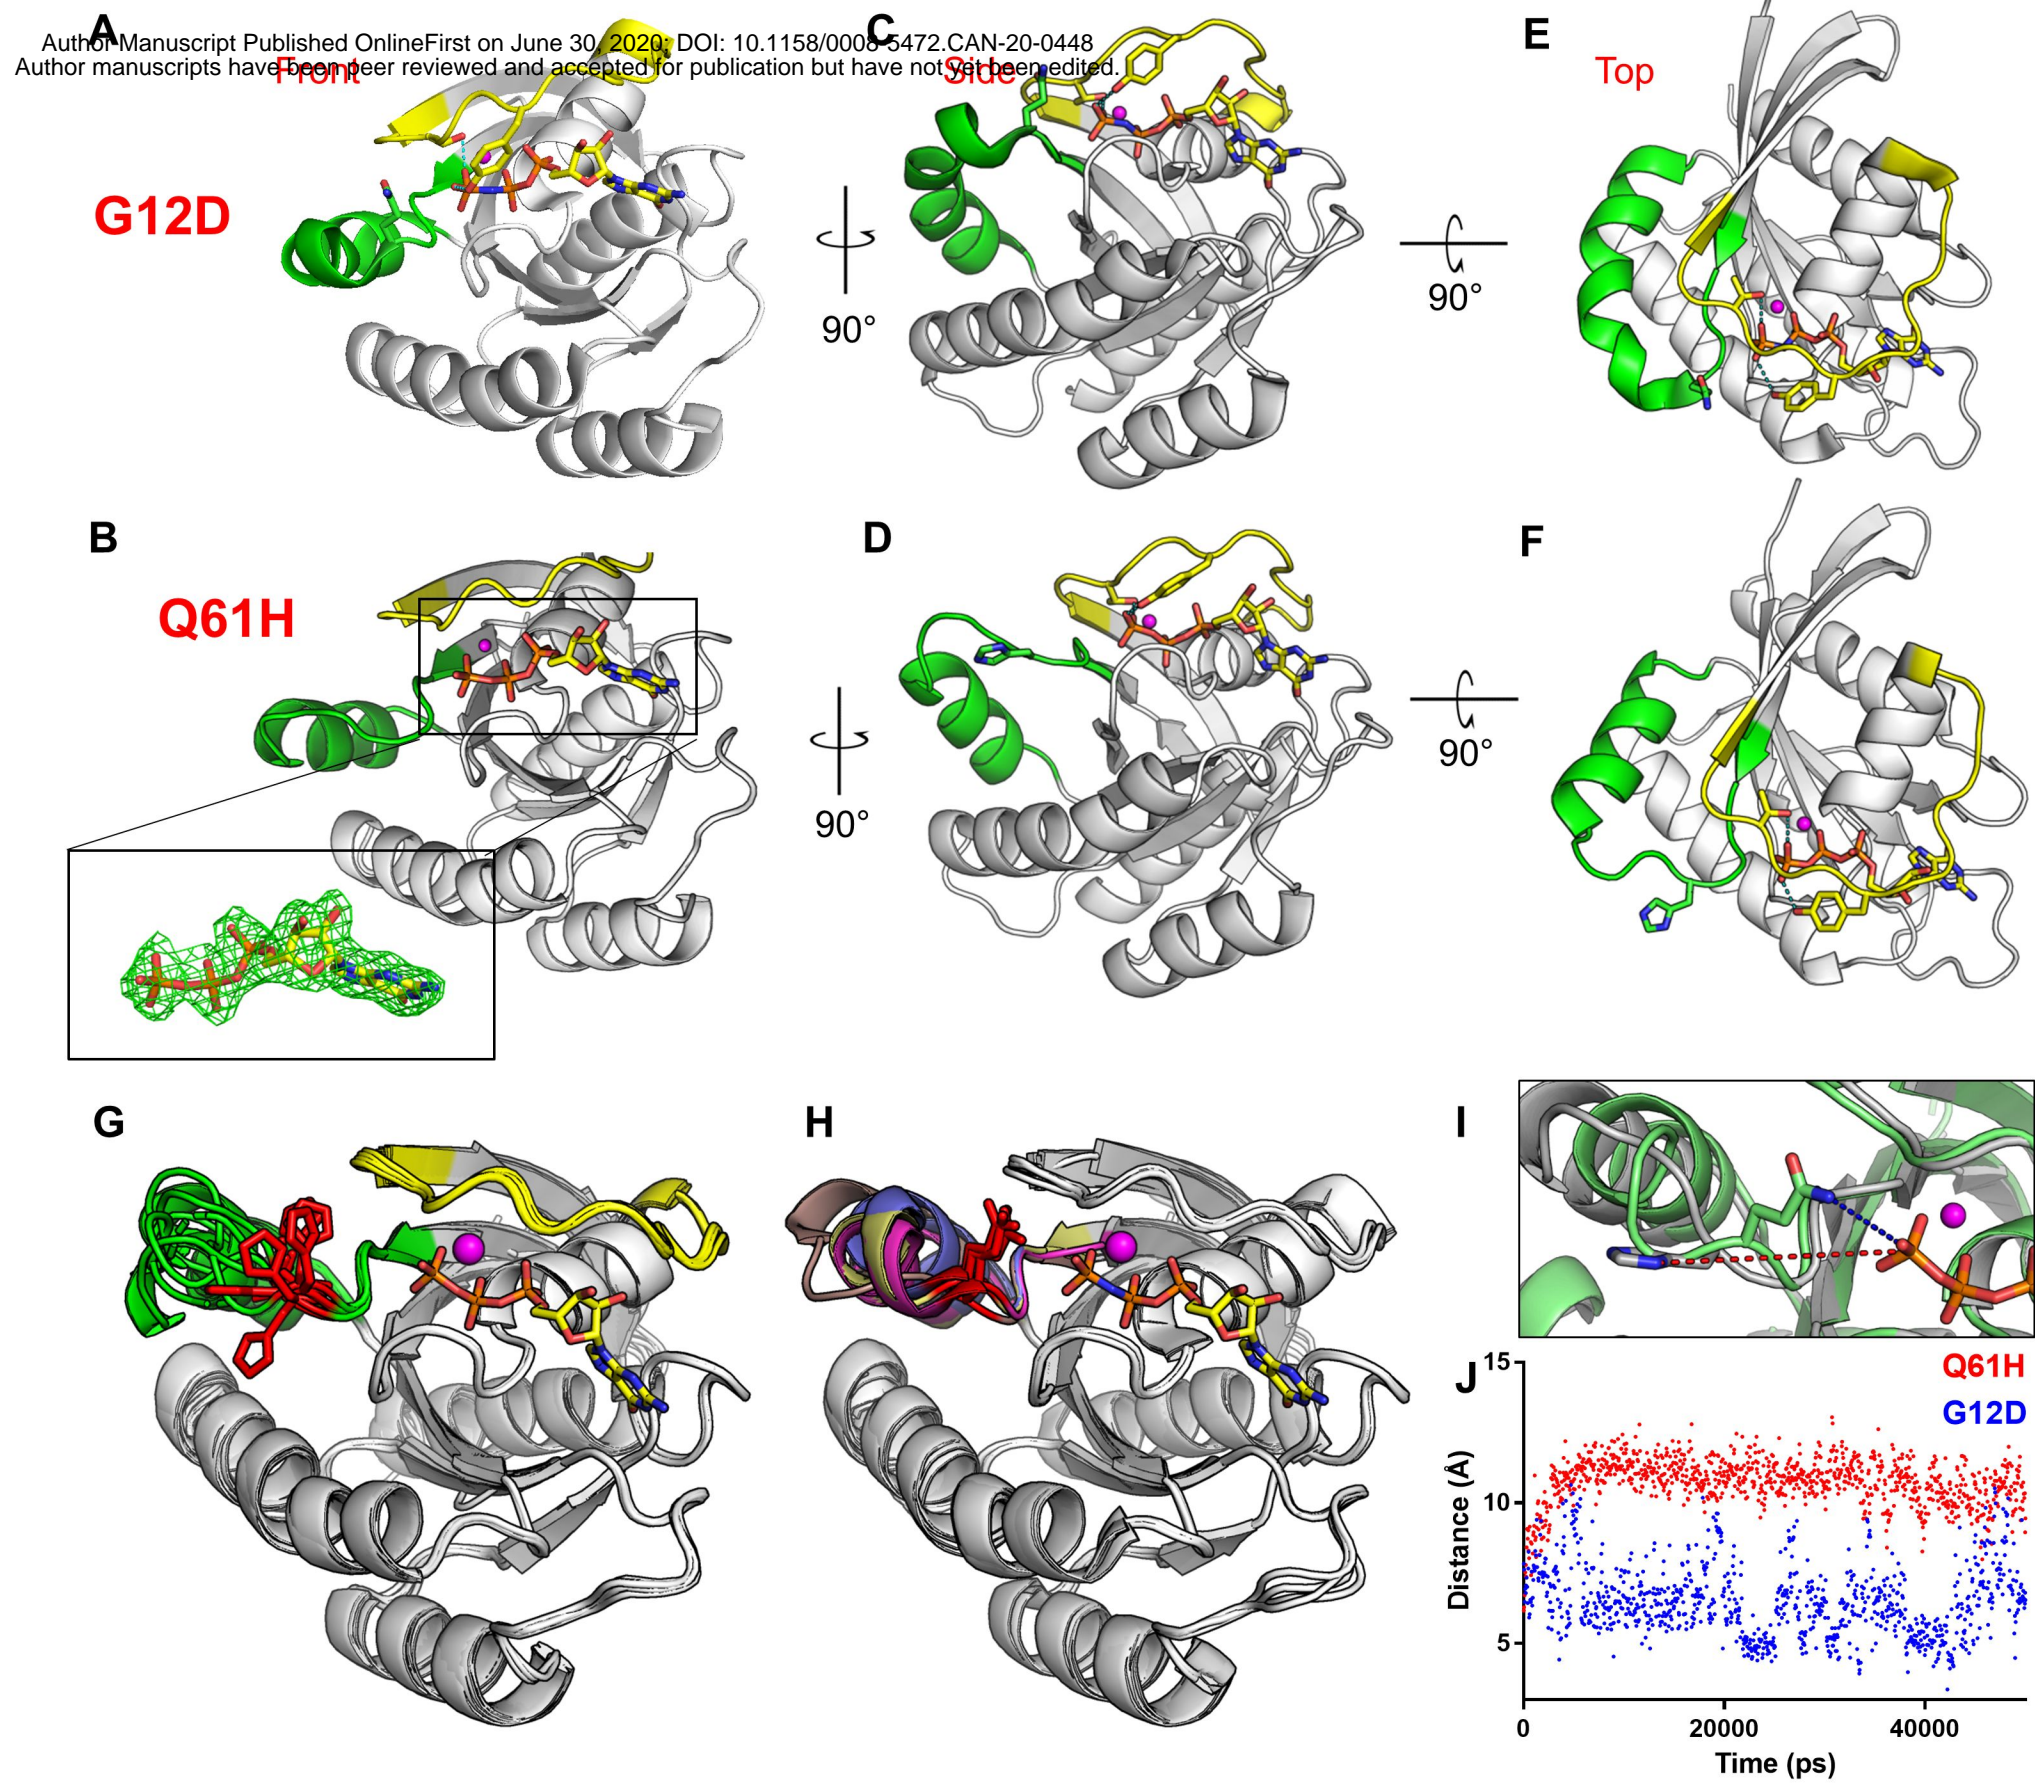 A
C
E
Author Manuscript Published OnlineFirst on June 30, 2020; DOI: 10.1158/0008-5472.CAN-20-0448
Author manuscripts have been peer reviewed and accepted for publication but have not yet been edited.
Front
Side
Top
G12D
90°
90°
B
D
F
Q61H
90°
90°
G
H
I
J
15
10
5
Distance (Å)
Q61H
G12D
0
20000
40000
Time (ps)